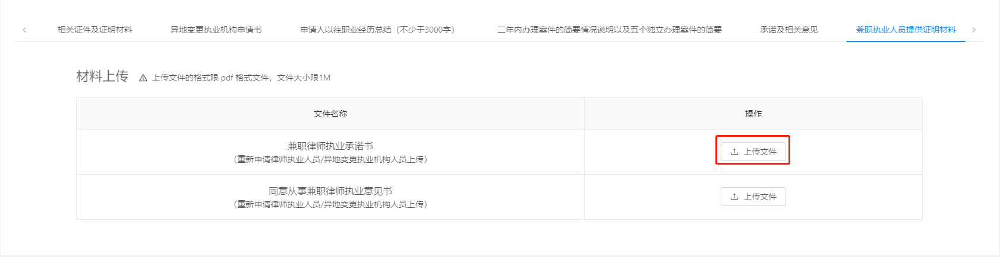 相关证件及证明材料 异地变更执业机构申请书 申请人以往职业经历总结（不少于3000字） 二年内办理案件的简要情况说明以及五个独立办理案件的简要 承诺及相关意见 兼职执业人员提供证明材料
材料上传 上传文件的格式限 pdf 格式文件，文件大小限1M
文件名称 操作
兼职律师执业承诺书
（重新申请律师执业人员/异地变更执业机构人员上传）
上传文件
同意从事兼职律师执业意见书
（重新申请律师执业人员/异地变更执业机构人员上传）
上传文件